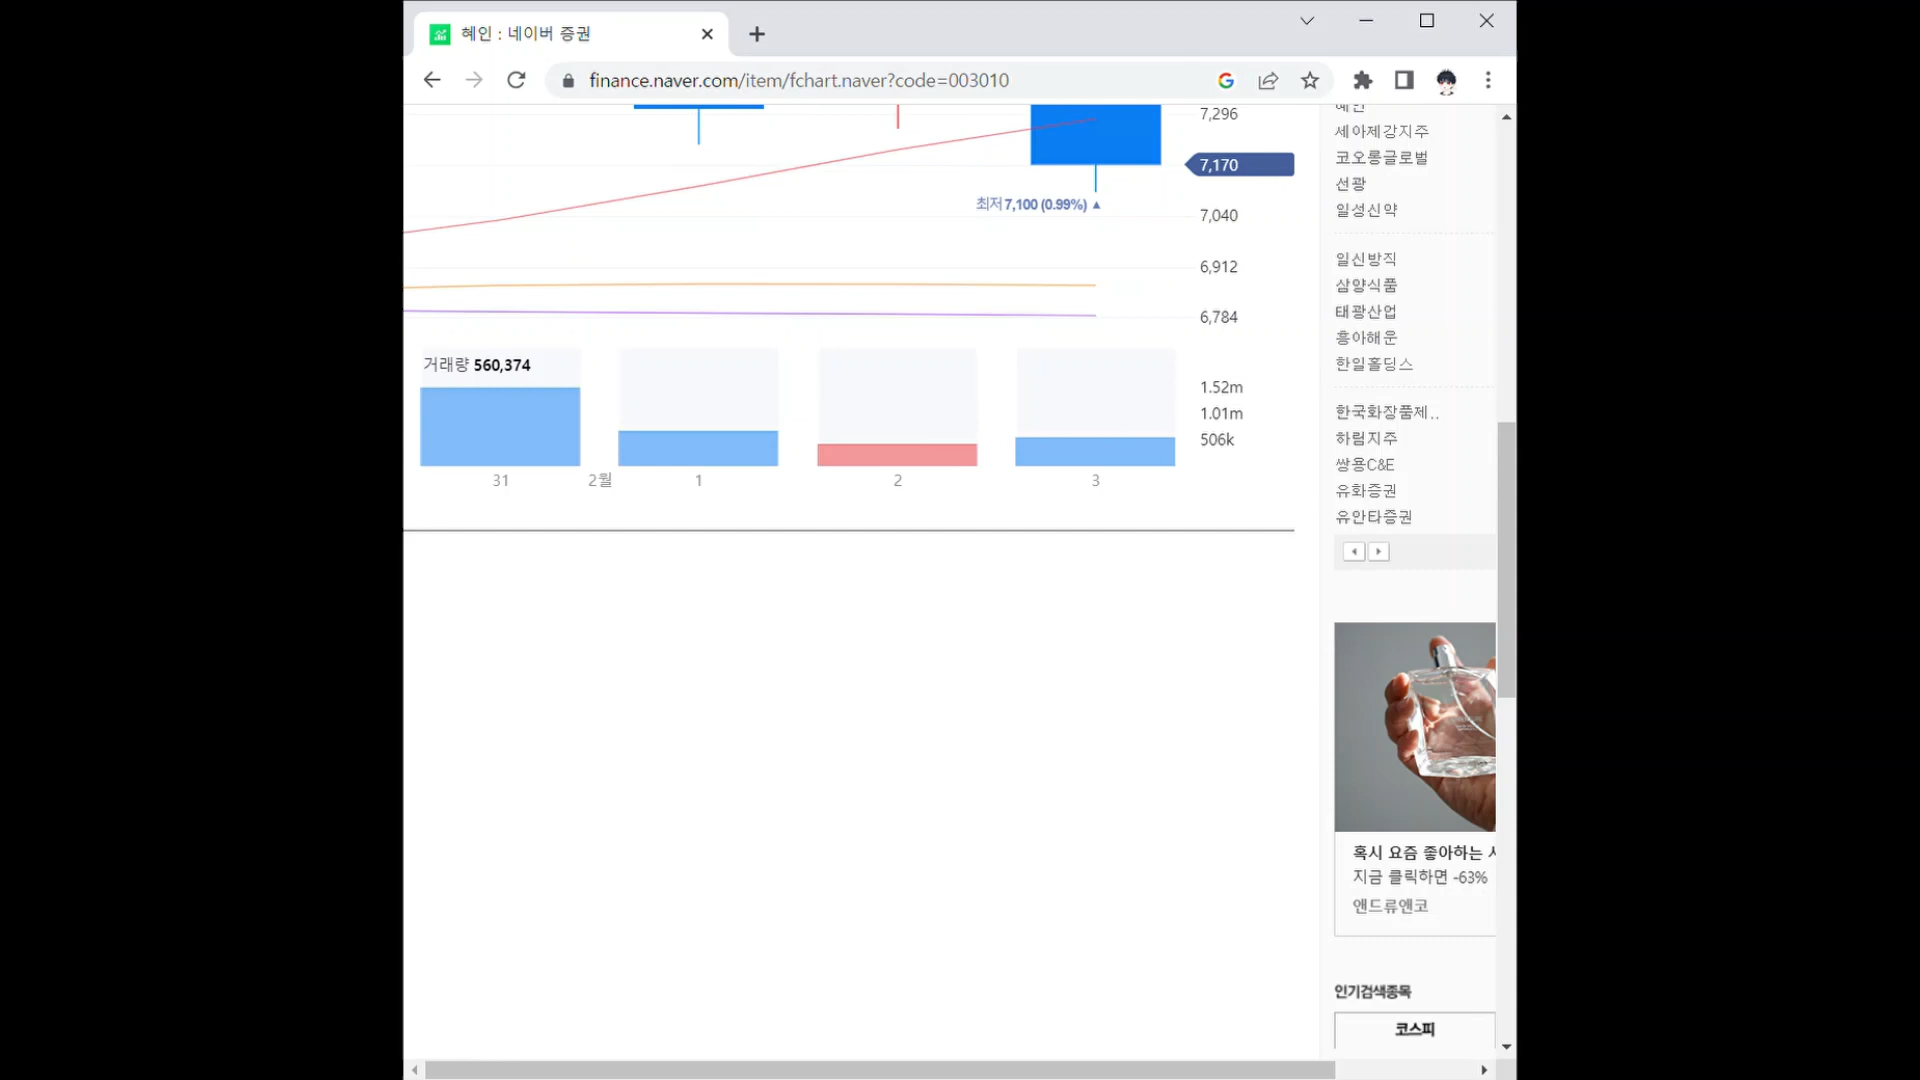 혜인 : 네이버 증권
finance.naver.com/item/fchart.naver?code=003010
7,296
7,170
최저 7,100 (0.99%) ▲
7,040
6,912
6,784
거래량 560,374
1.52m
1.01m
506k
31
2월
1
2
3
혜인
세아제강지주
코오롱글로벌
선광
일성신약
일신방직
삼양식품
태광산업
흥아해운
한일홀딩스
한국화장품제..
하림지주
쌍용C&E
유화증권
유안타증권
혹시 요즘 좋아하는
지금 클릭하면 -63%
앤드류앤코
인기검색종목
코스피